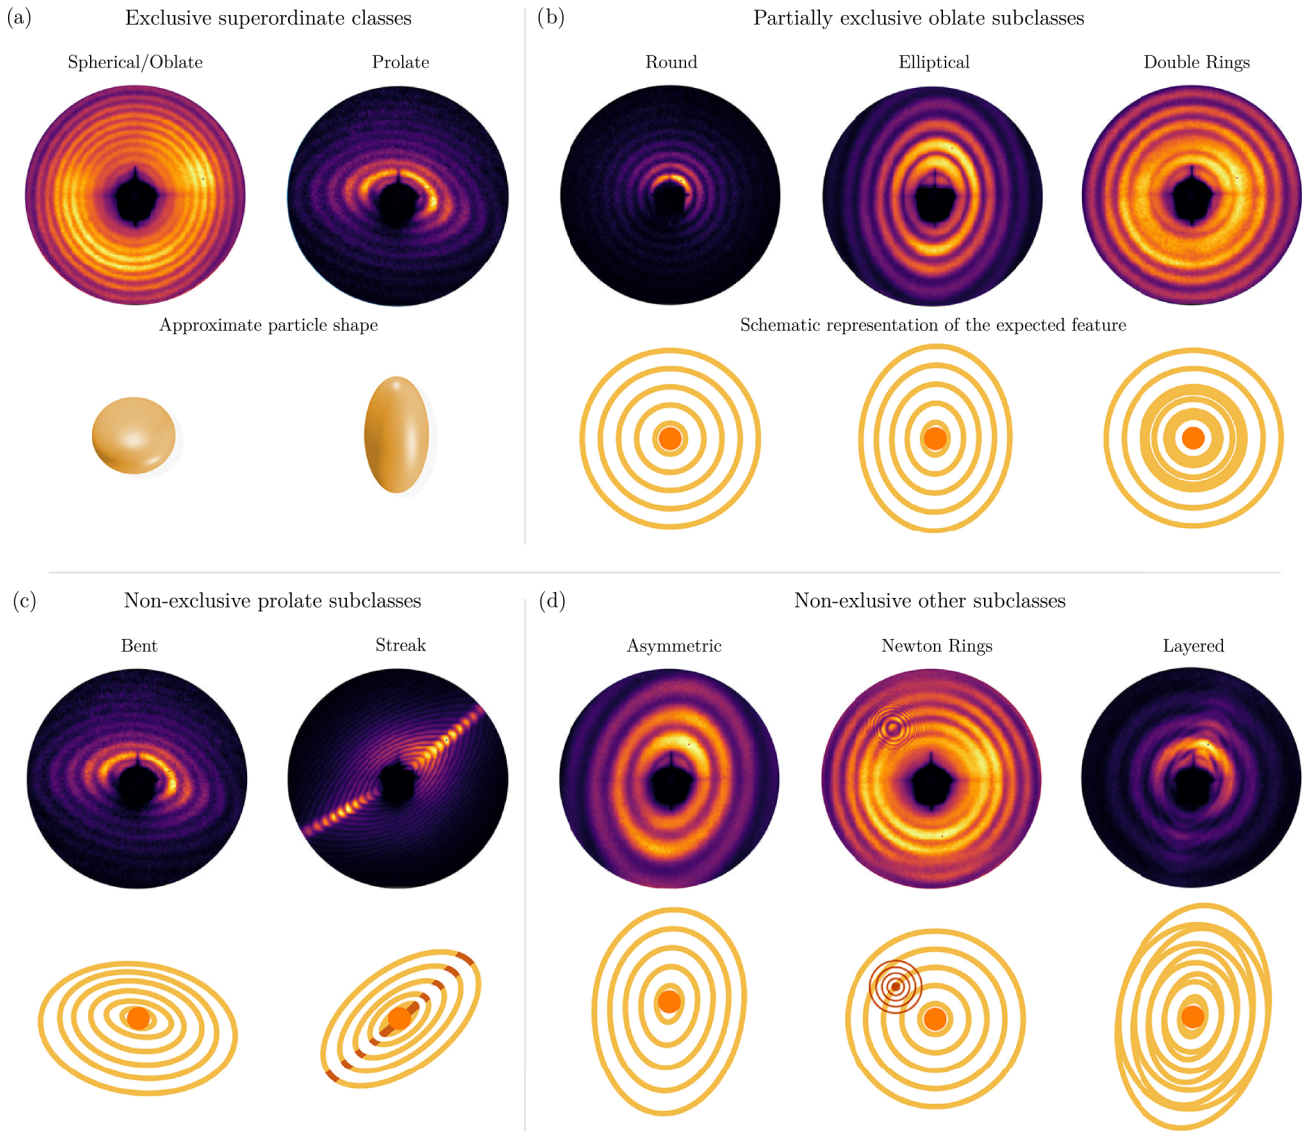 (a) Exclusive superordinate classes
Spherical/Oblate
Prolate
Approximate particle shape
(b) Partially exclusive oblate subclasses
Round
Elliptical
Double Rings
Schematic representation of the expected feature
(c) Non-exclusive prolate subclasses
Bent
Streak
(d) Non-exlusive other subclasses
Asymmetric
Newton Rings
Layered